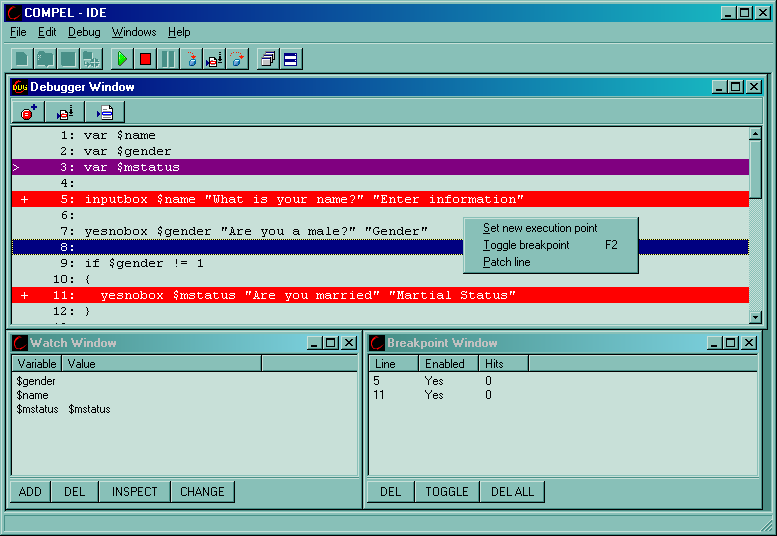 COMPEL - IDE
File Edit Debug Windows Help
BUG Debugger Window
1: var $name
2: var $gender
> 3: var $mstatus
4:
+ 5: inputbox $name "What is your name?" "Enter information"
6:
7: yesnobox $gender "Are you a male?" "Gender"
8:
9: if $gender != 1
10: {
+ 11: yesnobox $mstatus "Are you married" "Martial Status"
12: }
Set new execution point
Toggle breakpoint F2
Patch line
Watch Window
Variable Value
$gender
$name
$mstatus $mstatus
ADD DEL INSPECT CHANGE
Breakpoint Window
Line Enabled Hits
5 Yes 0
11 Yes 0
DEL TOGGLE DEL ALL